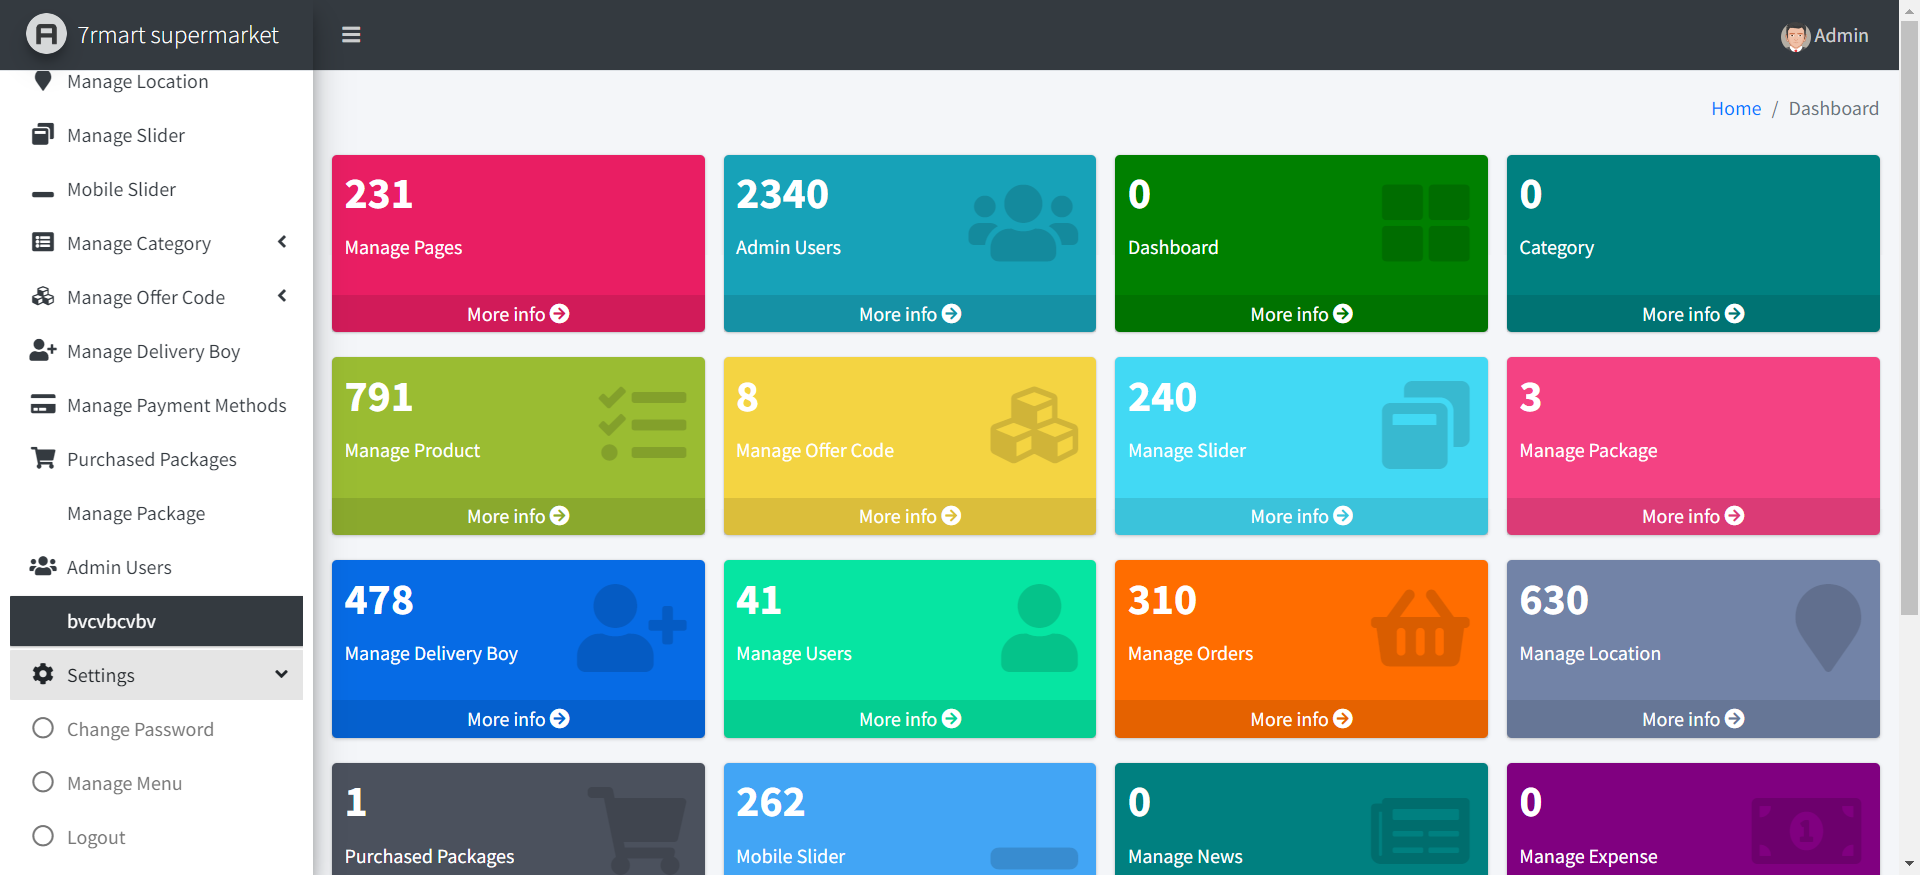 7rmart supermarket
Admin
Manage Location
Manage Slider
Mobile Slider
Manage Category
Manage Offer Code
Manage Delivery Boy
Manage Payment Methods
Purchased Packages
Manage Package
Admin Users
bvcvbcvbv
Settings
Change Password
Manage Menu
Logout
Home / Dashboard
231
Manage Pages
More info
2340
Admin Users
More info
0
Dashboard
More info
0
Category
More info
791
Manage Product
More info
8
Manage Offer Code
More info
240
Manage Slider
More info
3
Manage Package
More info
478
Manage Delivery Boy
More info
41
Manage Users
More info
310
Manage Orders
More info
630
Manage Location
More info
1
Purchased Packages
262
Mobile Slider
0
Manage News
0
Manage Expense